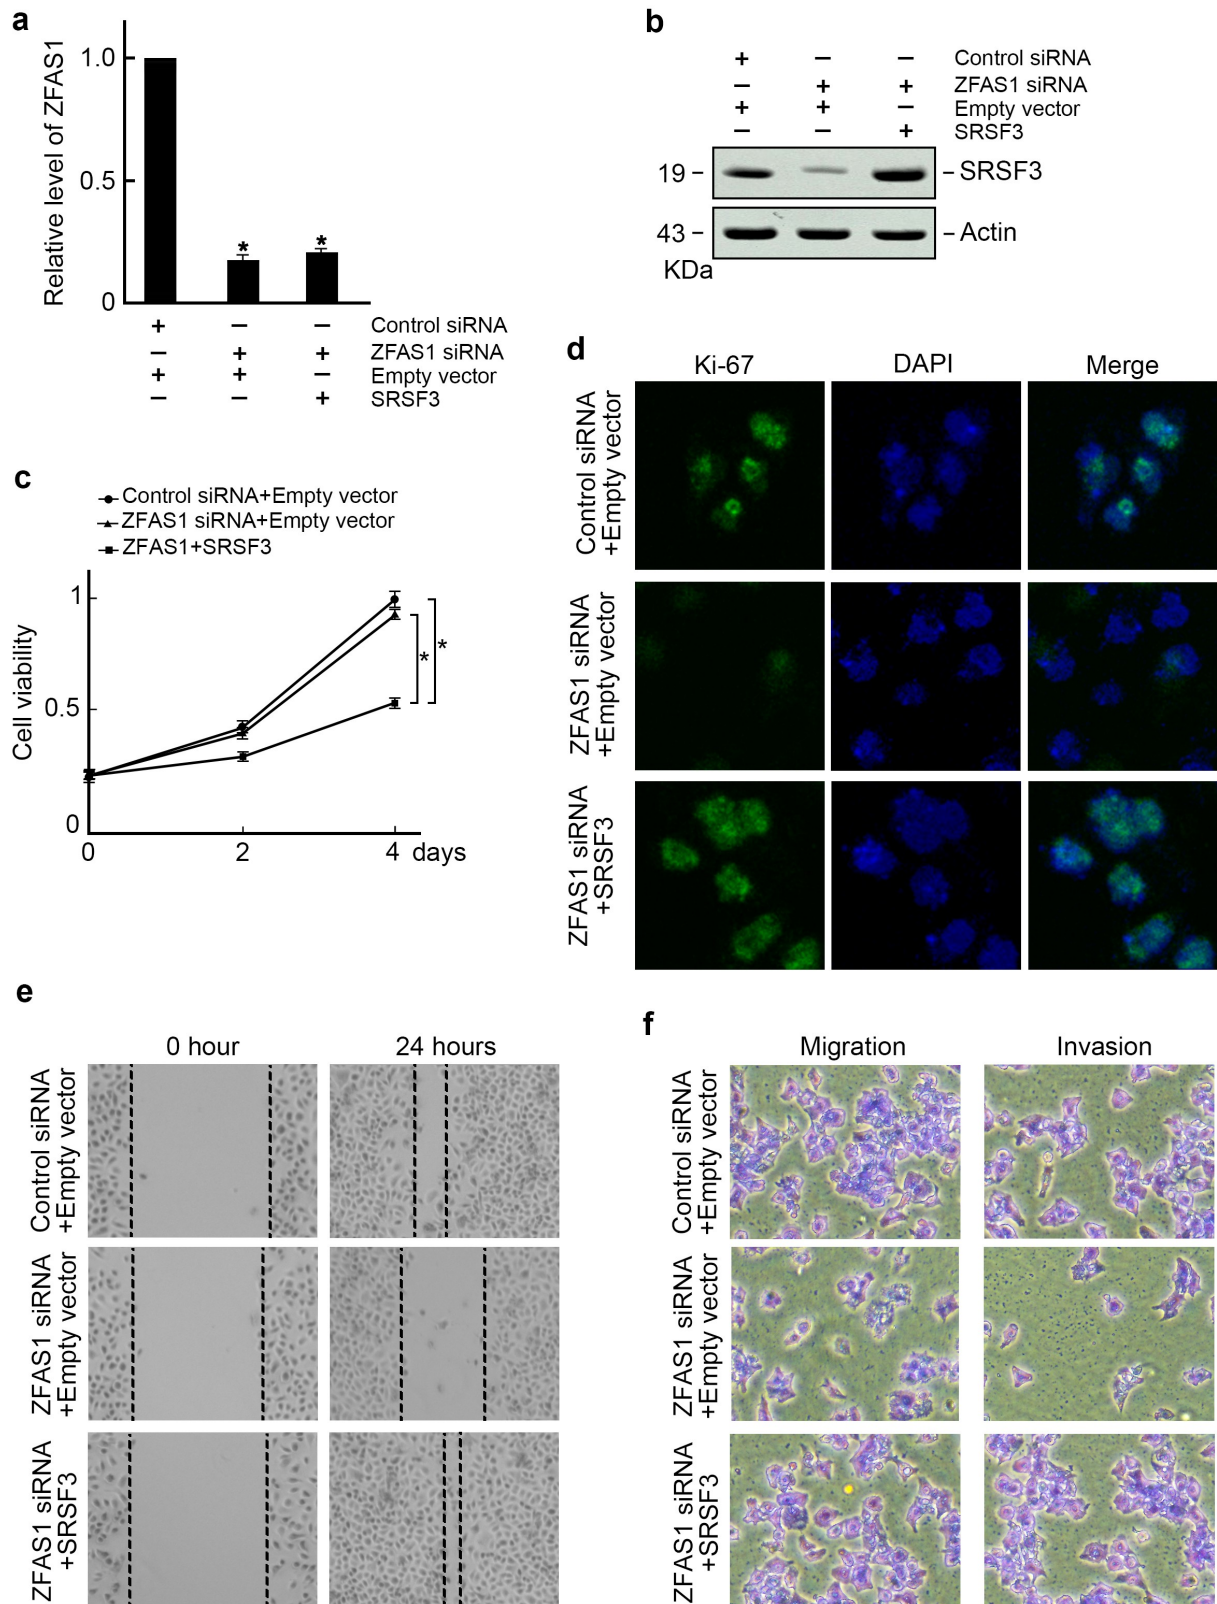 a
Relative level of ZFAS1
1.0
0.5
0
*
*
+ – – Control siRNA
– + + ZFAS1 siRNA
+ + – Empty vector
– – + SRSF3
b
+ – – Control siRNA
– + + ZFAS1 siRNA
+ + – Empty vector
– – + SRSF3
19 – – SRSF3
43 – – Actin
KDa
c
Control siRNA+Empty vector
ZFAS1 siRNA+Empty vector
ZFAS1+SRSF3
Cell viability
1
0.5
0
* *
0 2 4 days
d
Ki-67 DAPI Merge
Control siRNA
+Empty vector
ZFAS1 siRNA
+Empty vector
ZFAS1 siRNA
+SRSF3
e
0 hour 24 hours
Control siRNA
+Empty vector
ZFAS1 siRNA
+Empty vector
ZFAS1 siRNA
+SRSF3
f
Migration Invasion
Control siRNA
+Empty vector
ZFAS1 siRNA
+Empty vector
ZFAS1 siRNA
+SRSF3